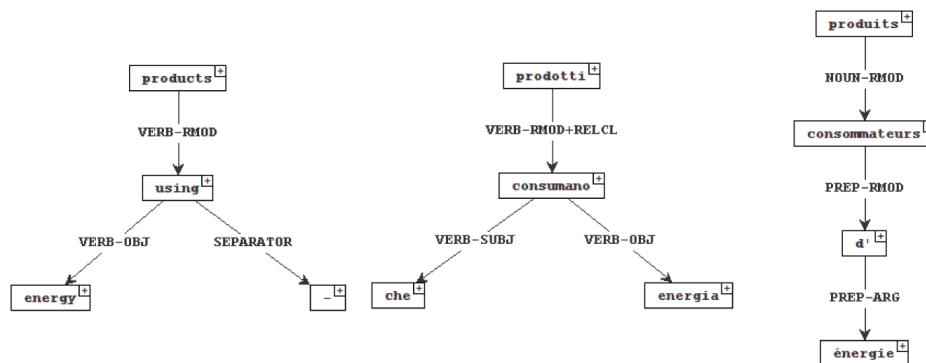 products
VERB-RMOD
using
VERB-OBJ SEPARATOR
energy -
prodotti
VERB-RMOD+RELCL
consumano
VERB-SUBJ VERB-OBJ
che energia
produits
NOUN-RMOD
consommateurs
PREP-RMOD
d'
PREP-ARG
énergie